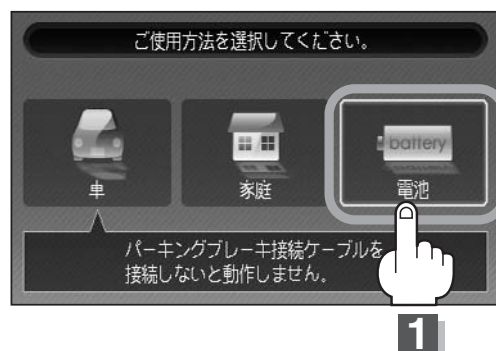 ご使用方法を選択してください。
battery
車 家庭 電池
パーキングブレーキ接続ケーブルを
接続しないと動作しません。
1